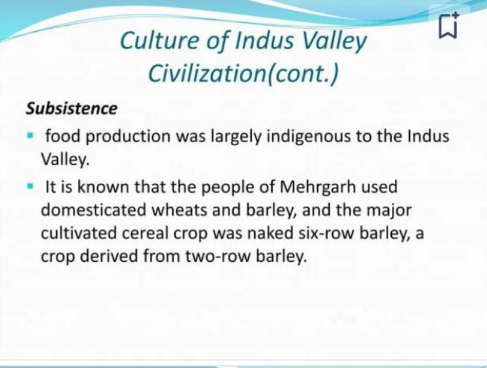 Culture of Indus Valley
Civilization(cont.)
Subsistence
▪ food production was largely indigenous to the Indus
Valley.
▪ It is known that the people of Mehrgarh used
domesticated wheats and barley, and the major
cultivated cereal crop was naked six-row barley, a
crop derived from two-row barley.